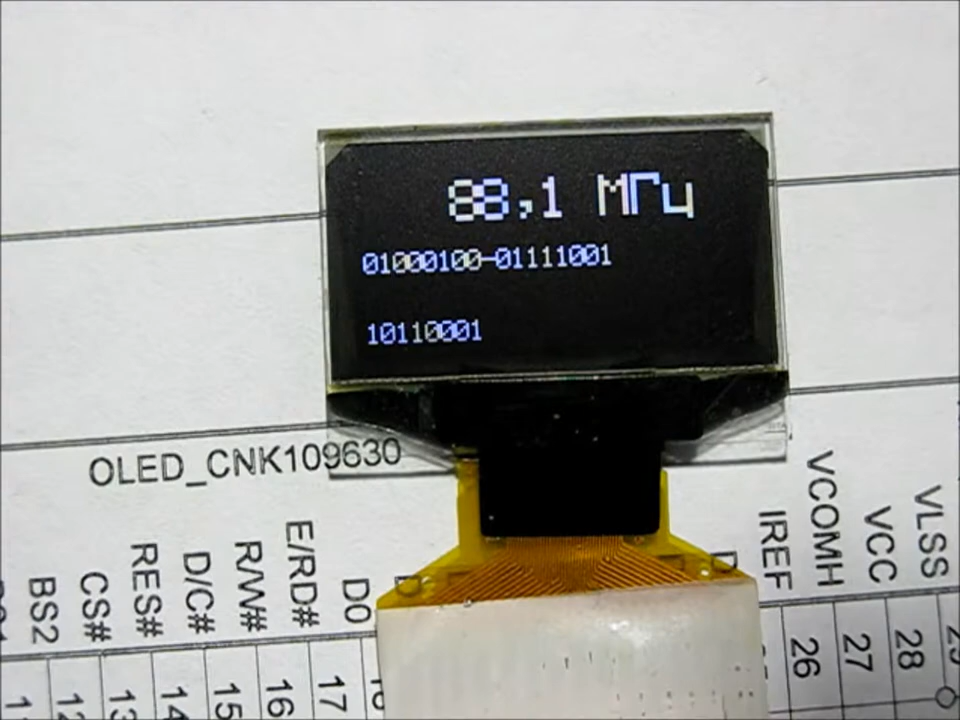 88,1 МГц
01000100-01111001
10110001
OLED_CNK109630
BS2
CS#
RES#
D/C#
R/W#
E/RD#
D0
IREF
VCOMH
VCC
VLSS
13
14
15
16
17
26
27
28